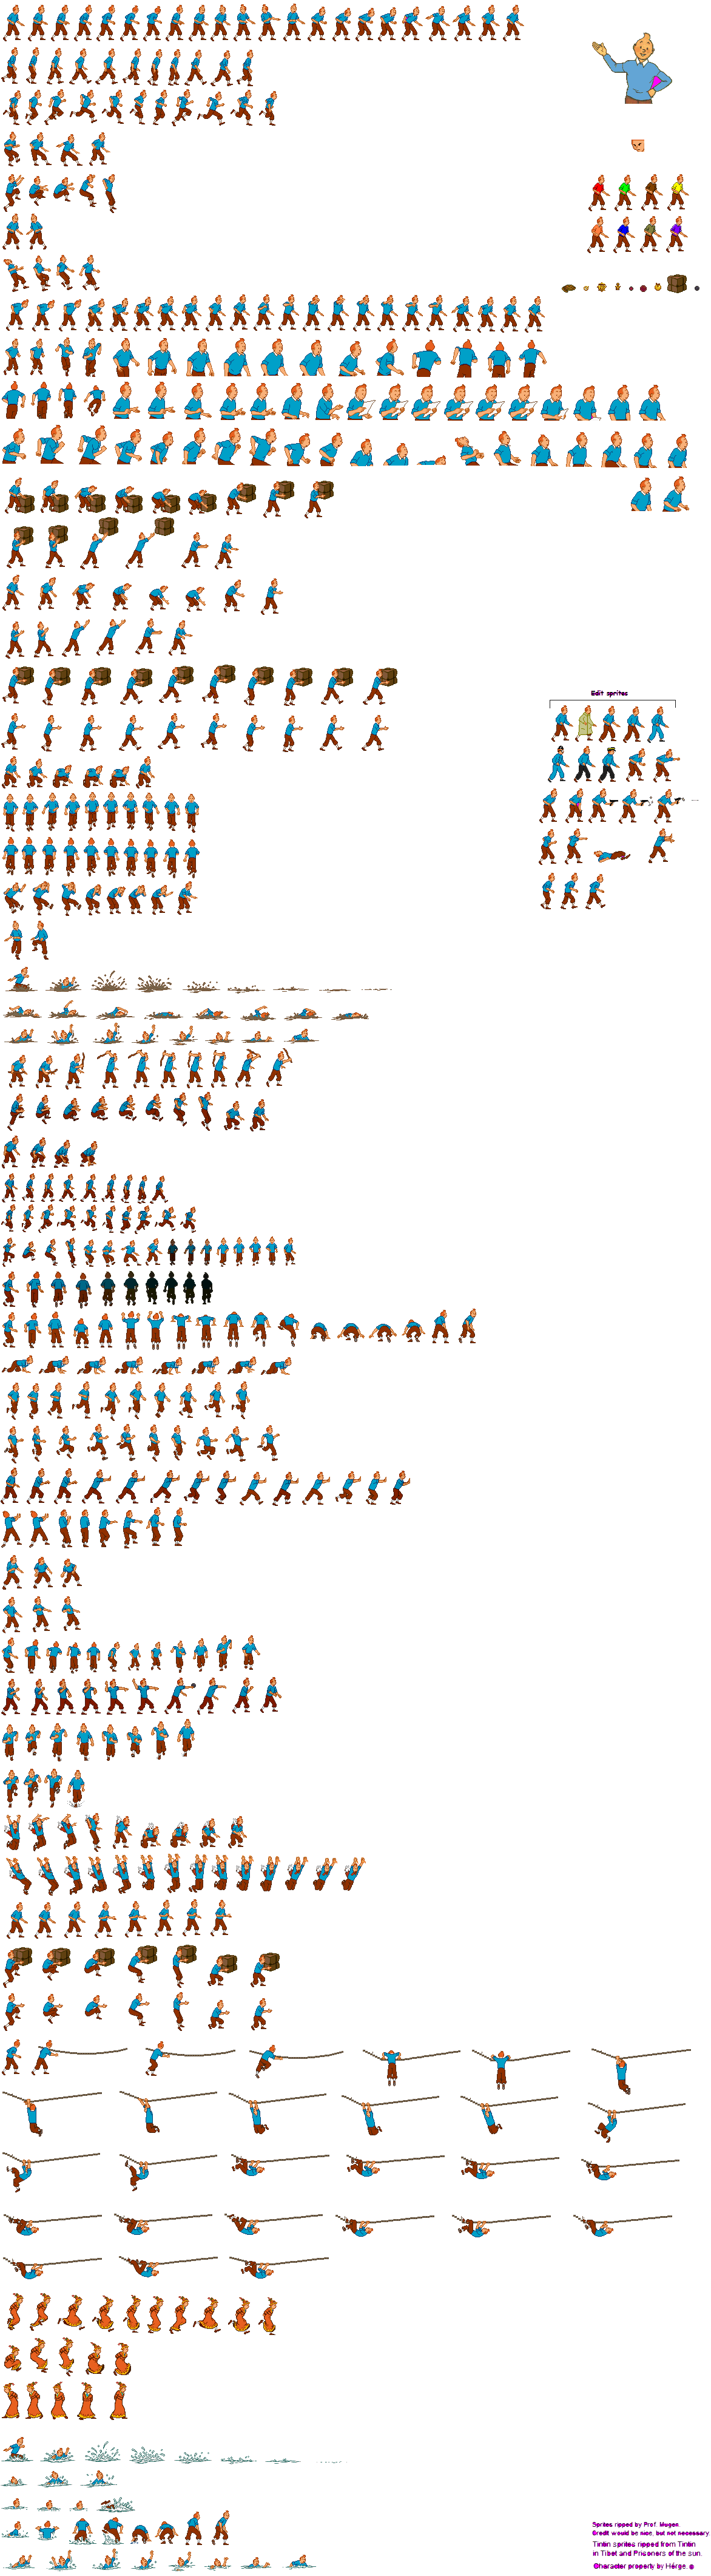 Edit sprites
Sprites ripped by Prof. Mugen.
Credit would be nice, but not necessary.
Tintin sprites ripped from Tintin
in Tibet and Prisoners of the sun.
Character property by Hérge. ©